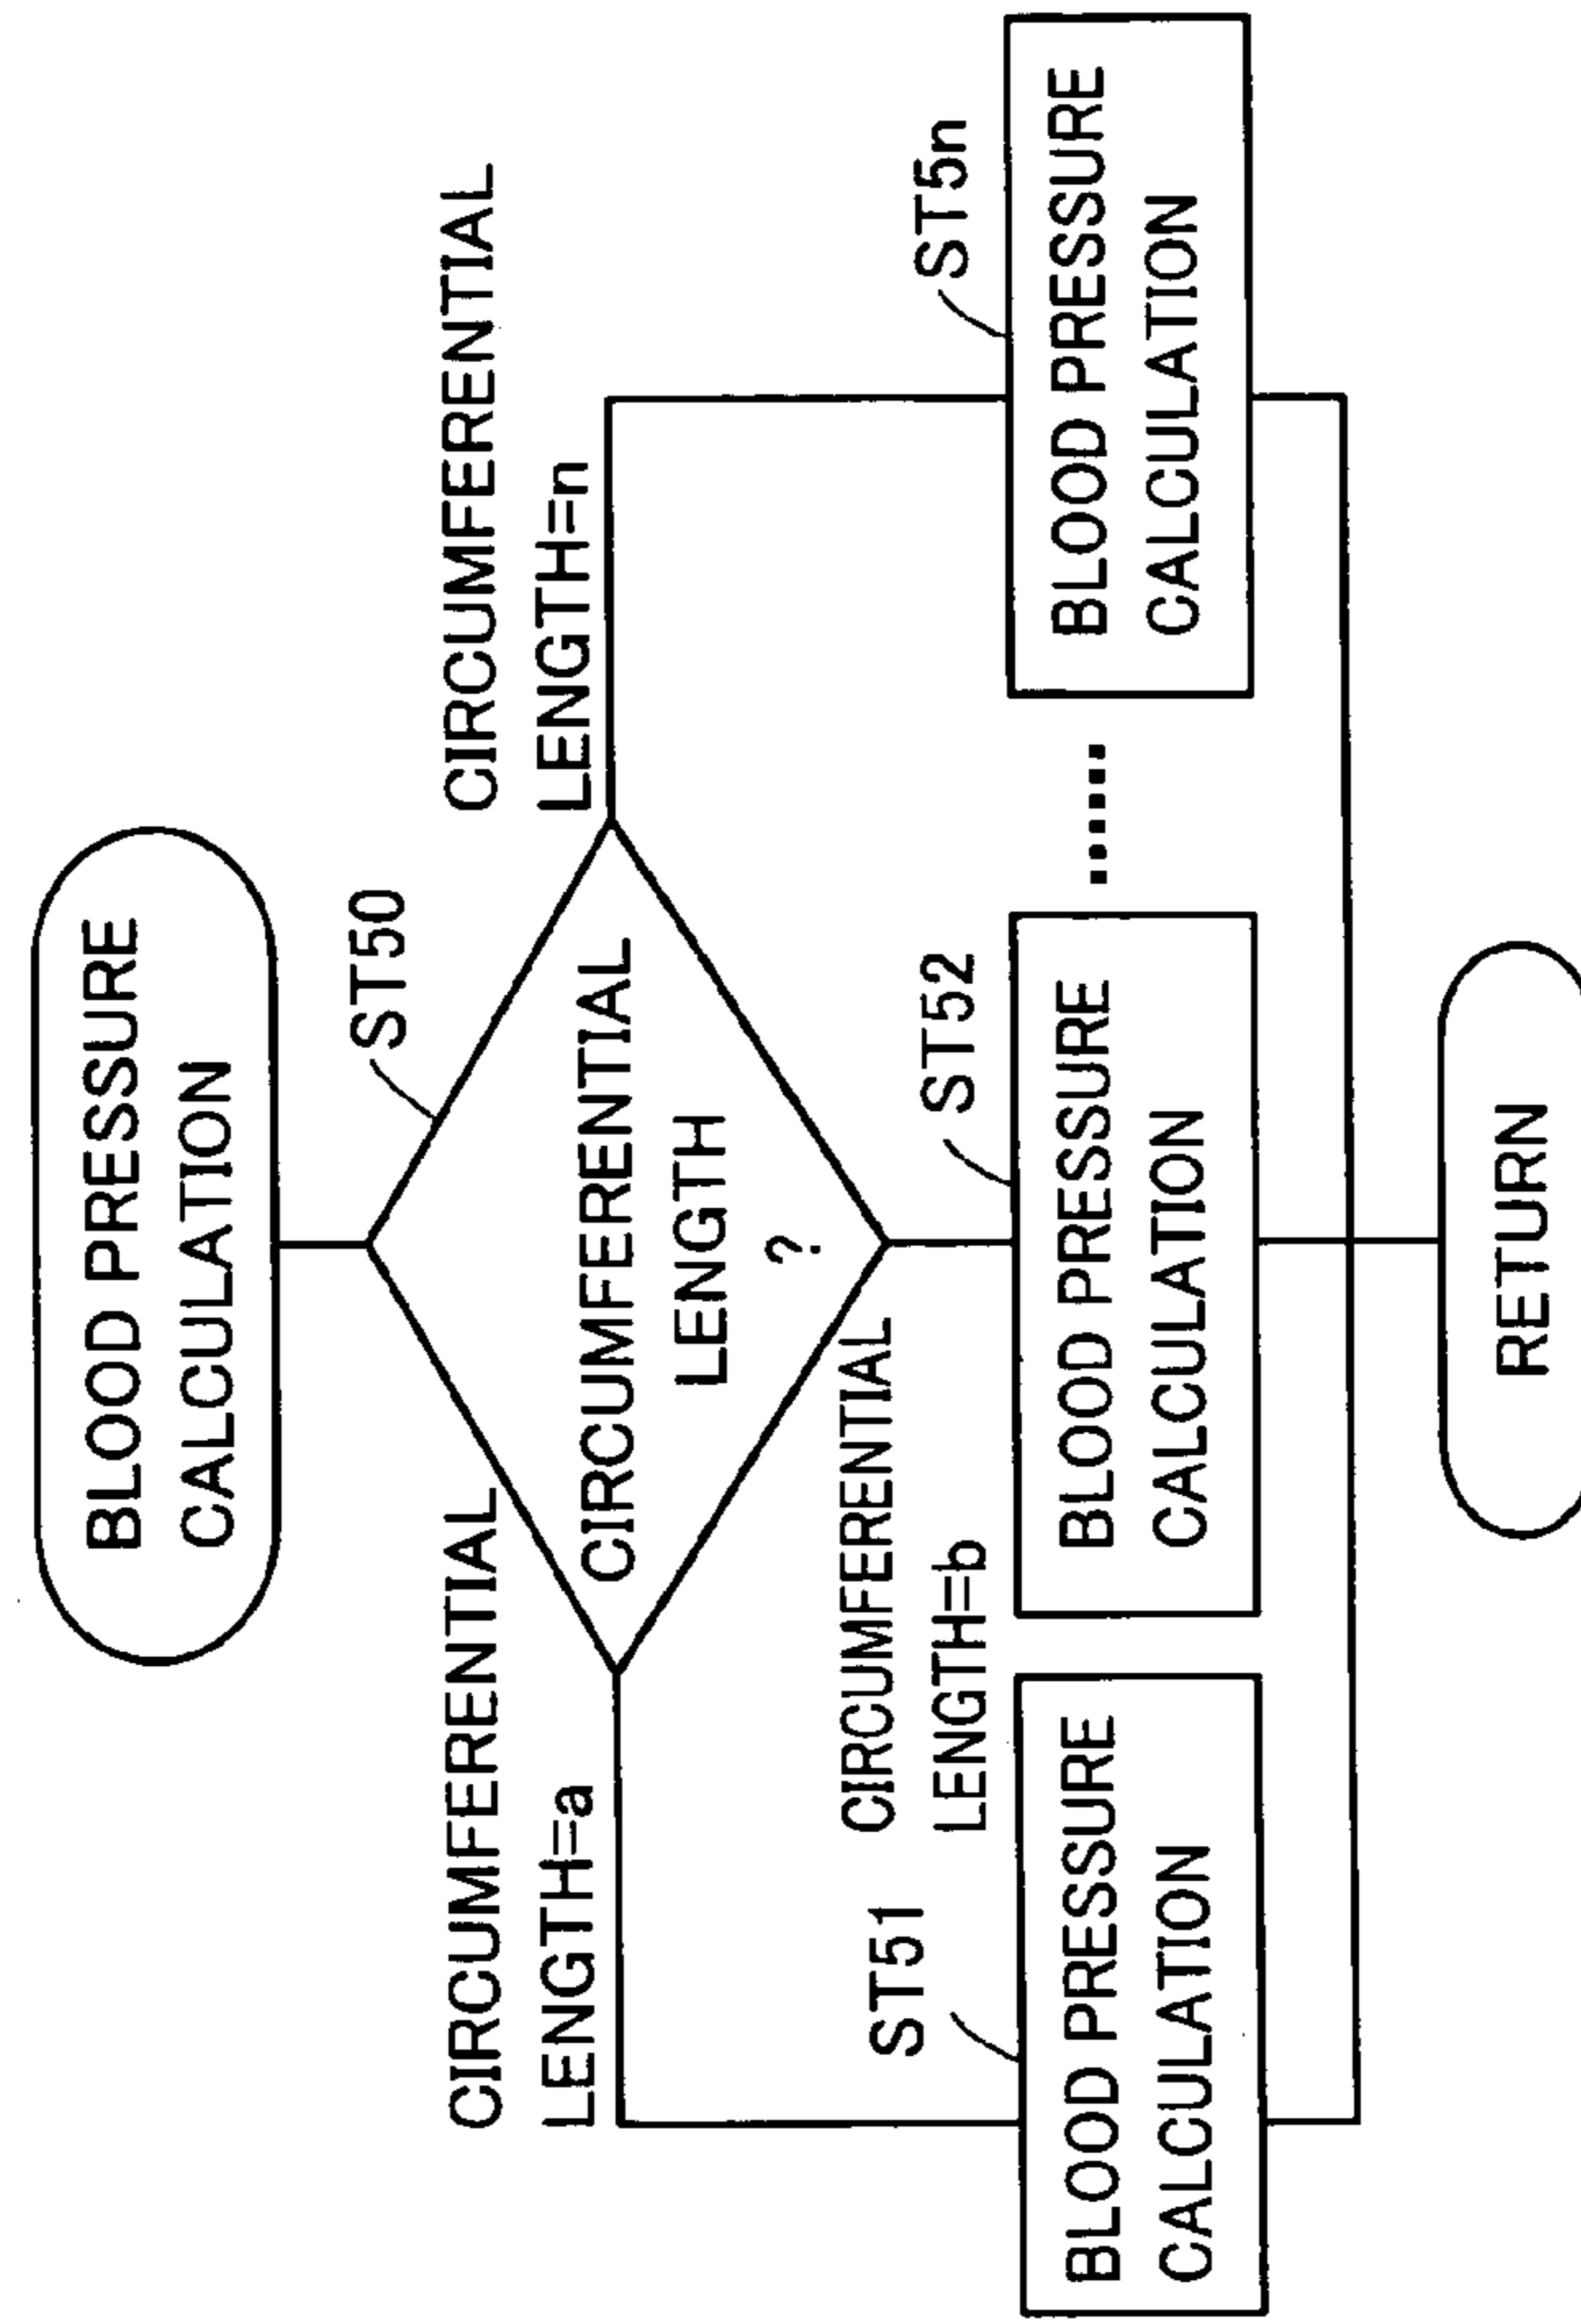 BLOOD PRESSURE
CALCULATION
ST50
CIRCUMFERENTIAL
LENGTH
?
CIRCUMFERENTIAL
LENGTH=a
CIRCUMFERENTIAL
LENGTH=n
CIRCUMFERENTIAL
LENGTH=b
ST51
BLOOD PRESSURE
CALCULATION
ST52
BLOOD PRESSURE
CALCULATION
......
ST5n
BLOOD PRESSURE
CALCULATION
RETURN